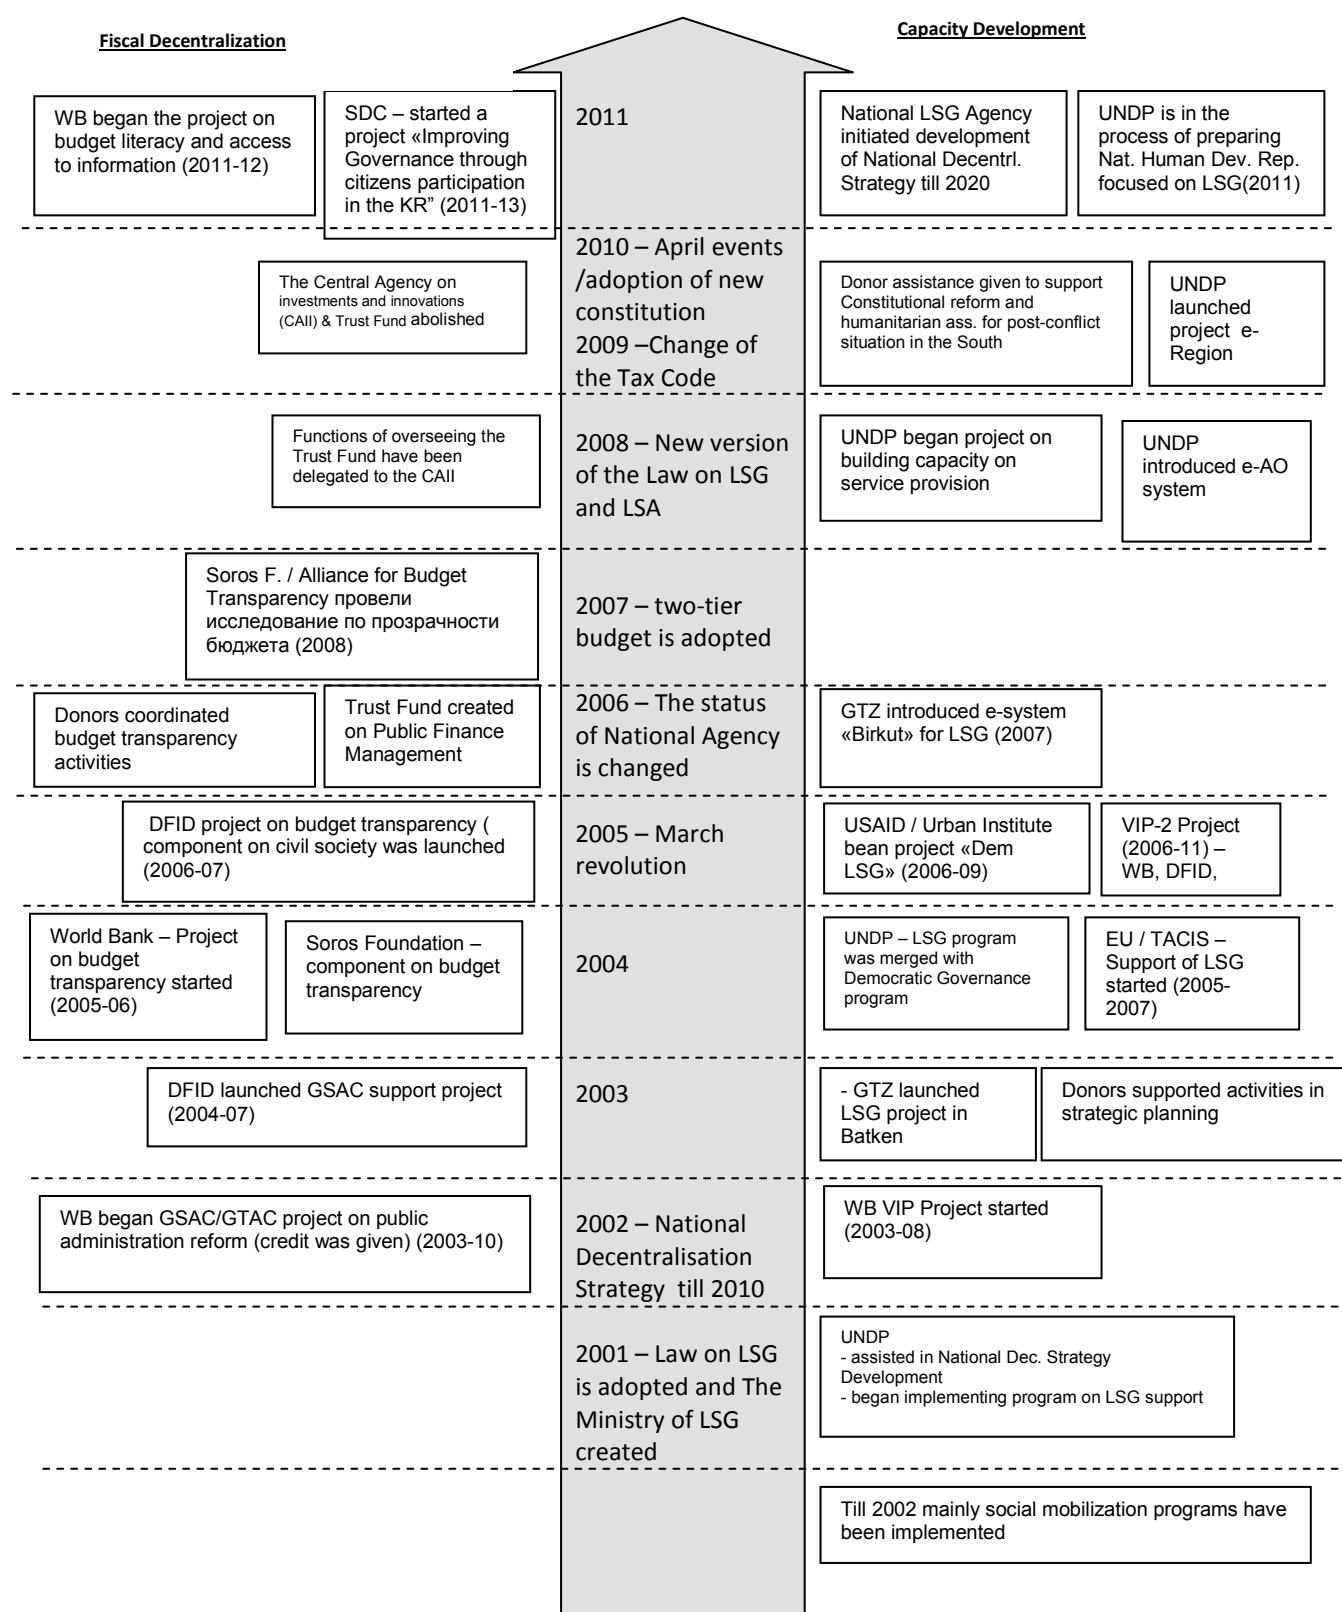 Fiscal Decentralization
Capacity Development
WB began the project on
budget literacy and access
to information (2011-12)
SDC – started a
project «Improving
Governance through
citizens participation
in the KR” (2011-13)
2011
National LSG Agency
initiated development
of National Decentrl.
Strategy till 2020
UNDP is in the
process of preparing
Nat. Human Dev. Rep.
focused on LSG(2011)
The Central Agency on
investments and innovations
(CAII) & Trust Fund abolished
2010 – April events
/adoption of new
constitution
2009 –Change of
the Tax Code
Donor assistance given to support
Constitutional reform and
humanitarian ass. for post-conflict
situation in the South
UNDP
launched
project e-
Region
Functions of overseeing the
Trust Fund have been
delegated to the CAII
2008 – New version
of the Law on LSG
and LSA
UNDP began project on
building capacity on
service provision
UNDP
introduced e-AO
system
Soros F. / Alliance for Budget
Transparency провели
исследование по прозрачности
бюджета (2008)
2007 – two-tier
budget is adopted
Donors coordinated
budget transparency
activities
Trust Fund created
on Public Finance
Management
2006 – The status
of National Agency
is changed
GTZ introduced e-system
«Birkut» for LSG (2007)
DFID project on budget transparency (
component on civil society was launched
(2006-07)
2005 – March
revolution
USAID / Urban Institute
bean project «Dem
LSG» (2006-09)
VIP-2 Project
(2006-11) –
WB, DFID,
World Bank – Project
on budget
transparency started
(2005-06)
Soros Foundation –
component on budget
transparency
2004
UNDP – LSG program
was merged with
Democratic Governance
program
EU / TACIS –
Support of LSG
started (2005-
2007)
DFID launched GSAC support project
(2004-07)
2003
- GTZ launched
LSG project in
Batken
Donors supported activities in
strategic planning
WB began GSAC/GTAC project on public
administration reform (credit was given) (2003-10)
2002 – National
Decentralisation
Strategy till 2010
WB VIP Project started
(2003-08)
2001 – Law on LSG
is adopted and The
Ministry of LSG
created
UNDP
- assisted in National Dec. Strategy
Development
- began implementing program on LSG support
Till 2002 mainly social mobilization programs have
been implemented